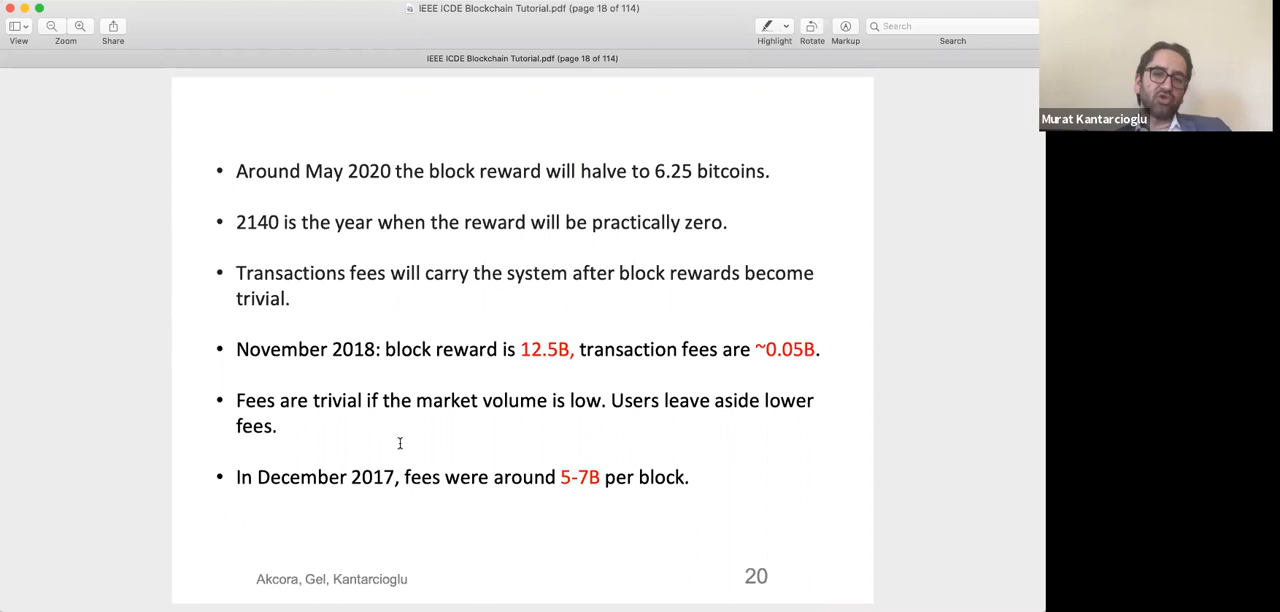 IEEE ICDE Blockchain Tutorial.pdf (page 18 of 114)
View
Zoom
Share
Highlight
Rotate
Markup
Search
Search
IEEE ICDE Blockchain Tutorial.pdf (page 18 of 114)
Murat Kantarcioglu
• Around May 2020 the block reward will halve to 6.25 bitcoins.
• 2140 is the year when the reward will be practically zero.
• Transactions fees will carry the system after block rewards become
trivial.
• November 2018: block reward is 12.5B, transaction fees are ~0.05B.
• Fees are trivial if the market volume is low. Users leave aside lower
fees.
• In December 2017, fees were around 5-7B per block.
Akcora, Gel, Kantarcioglu
20